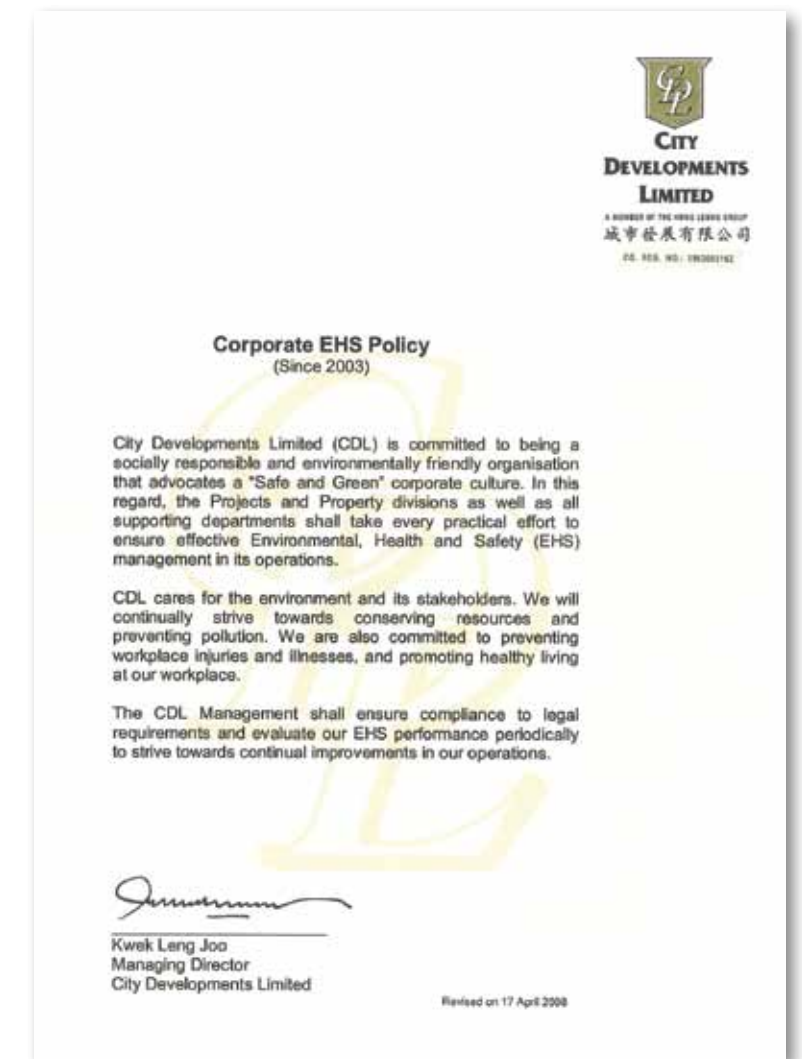 CDL
CITY
DEVELOPMENTS
LIMITED
A MEMBER OF THE HONG LEONG GROUP
城市發展有限公司
CO. REG. NO.:
Corporate EHS Policy
(Since 2003)
City Developments Limited (CDL) is committed to being a
socially responsible and environmentally friendly organisation
that advocates a "Safe and Green" corporate culture. In this
regard, the Projects and Property divisions as well as all
supporting departments shall take every practical effort to
ensure effective Environmental, Health and Safety (EHS)
management in its operations.
CDL cares for the environment and its stakeholders. We will
continually strive towards conserving resources and
preventing pollution. We are also committed to preventing
workplace injuries and illnesses, and promoting healthy living
at our workplace.
The CDL Management shall ensure compliance to legal
requirements and evaluate our EHS performance periodically
to strive towards continual improvements in our operations.
Kwek Leng Joo
Managing Director
City Developments Limited
Revised on 17 April 2008